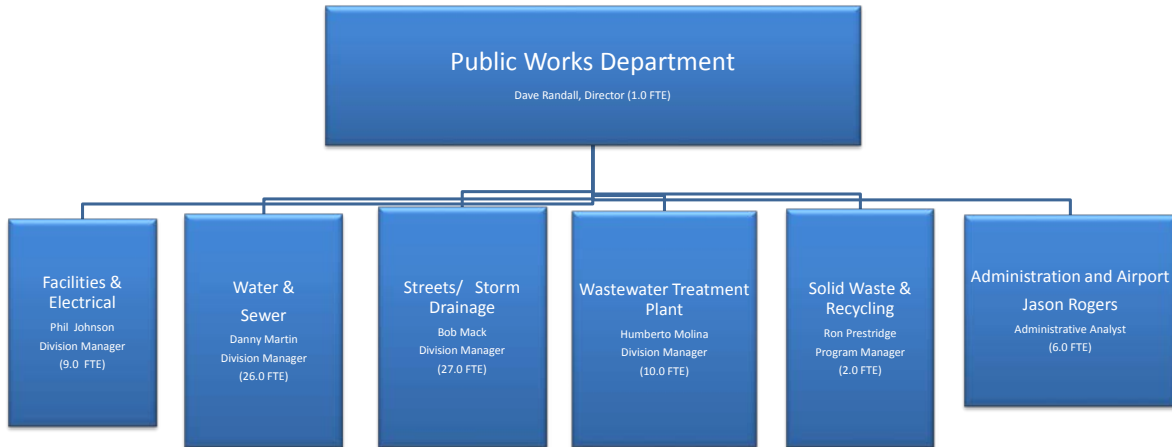 Public Works Department
Dave Randall, Director (1.0 FTE)
Facilities &
Electrical
Phil Johnson
Division Manager
(9.0 FTE)
Water &
Sewer
Danny Martin
Division Manager
(26.0 FTE)
Streets/ Storm
Drainage
Bob Mack
Division Manager
(27.0 FTE)
Wastewater Treatment
Plant
Humberto Molina
Division Manager
(10.0 FTE)
Solid Waste &
Recycling
Ron Prestridge
Program Manager
(2.0 FTE)
Administration and Airport
Jason Rogers
Administrative Analyst
(6.0 FTE)